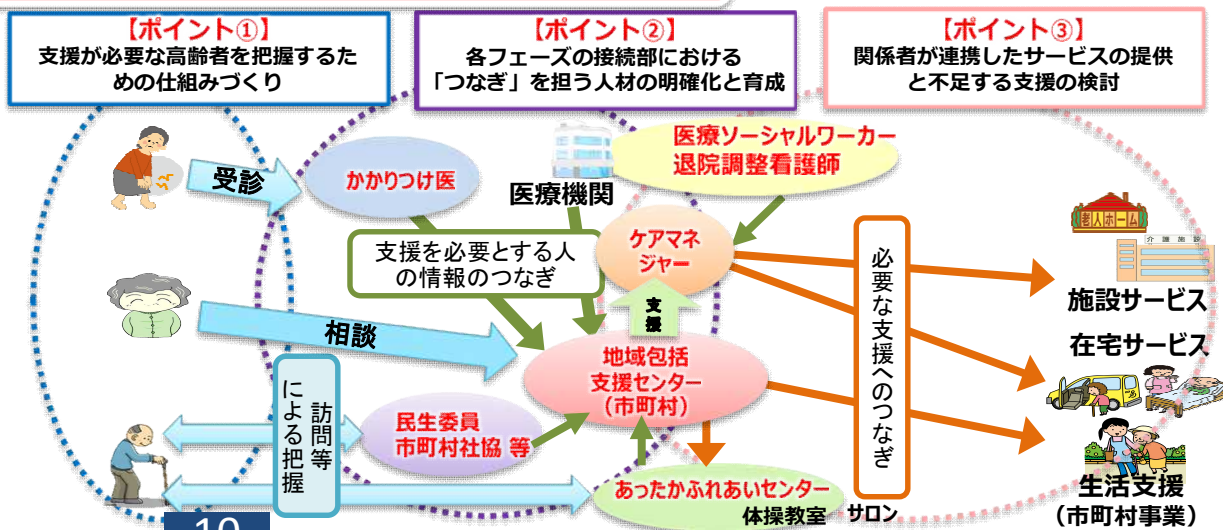 【ポイント①】
支援が必要な高齢者を把握するた
めの仕組みづくり
【ポイント②】
各フェーズの接続部における
「つなぎ」を担う人材の明確化と育成
【ポイント③】
関係者が連携したサービスの提供
と不足する支援の検討
受診
かかりつけ医
医療機関
医療ソーシャルワーカー
退院調整看護師
支援を必要とする人
の情報のつなぎ
ケアマネ
ジャー
支援
相談
地域包括
支援センター
（市町村）
訪問等
による把握
民生委員
市町村社協 等
あったかふれあいセンター
体操教室 サロン
必要な支援へのつなぎ
老人ホーム
介護施設
施設サービス
在宅サービス
生活支援
（市町村事業）
10